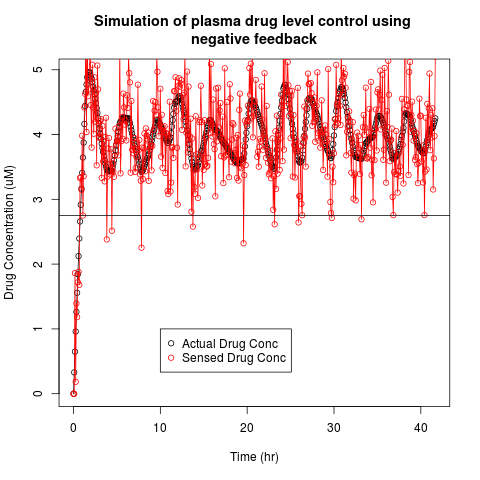 Simulation of plasma drug level control using
negative feedback
Drug Concentration (uM)
5
4
3
2
1
0
Actual Drug Conc
Sensed Drug Conc
0 10 20 30 40
Time (hr)